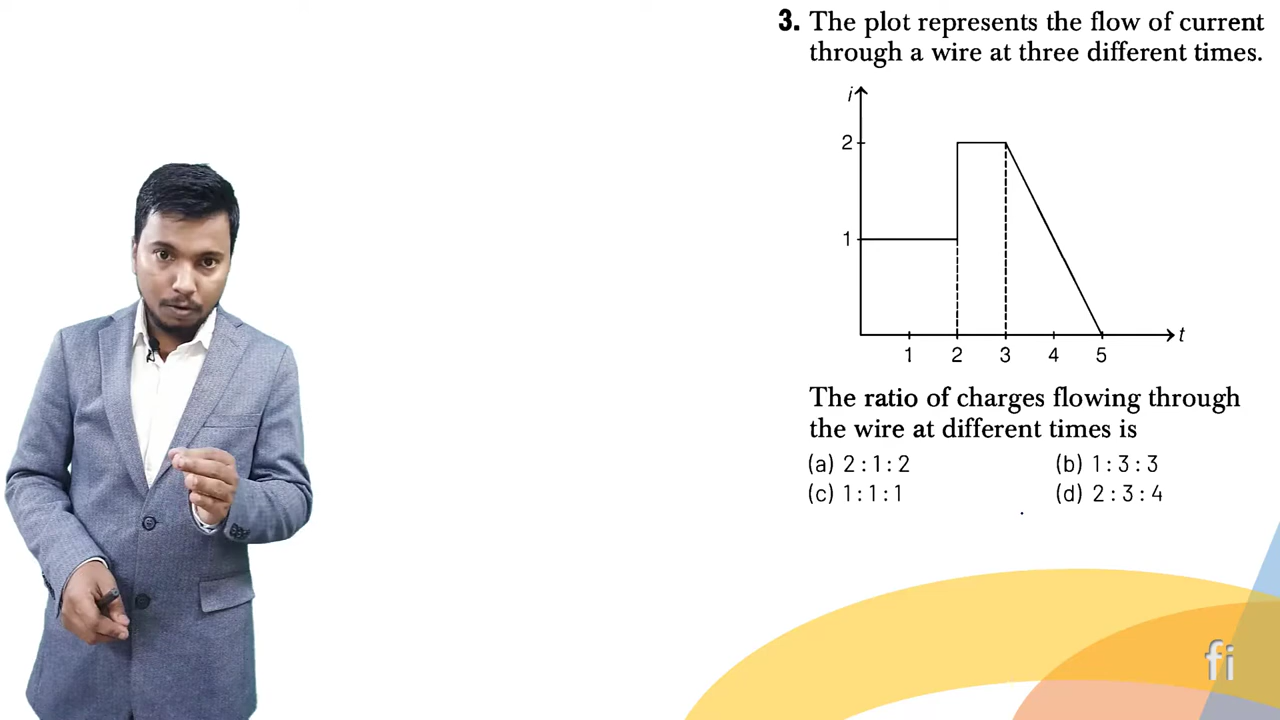 3. The plot represents the flow of current
through a wire at three different times.
i
2
1
t
1 2 3 4 5
The ratio of charges flowing through
the wire at different times is
(a) 2 : 1 : 2 (b) 1 : 3 : 3
(c) 1 : 1 : 1 (d) 2 : 3 : 4
fi